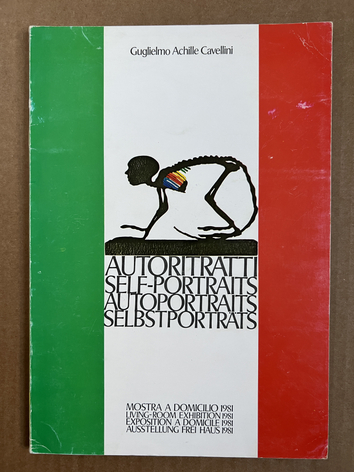 Guglielmo Achille Cavellini
AUTORITRATTI
SELF-PORTRAITS
AUTOPORTRAITS
SELBSTPORTRÄTS
MOSTRA A DOMICILIO 1981
LIVING-ROOM EXHIBITION 1981
EXPOSITION A DOMICILE 1981
AUSSTELLUNG FREI HAUS 1981